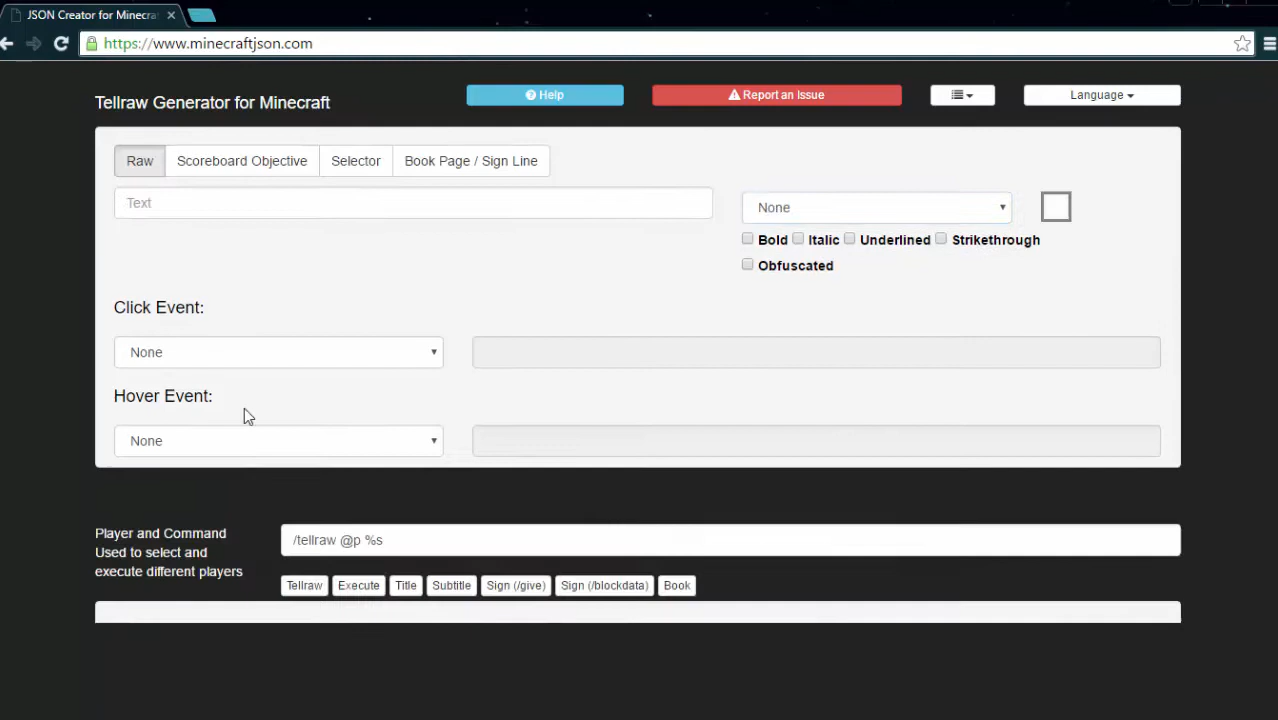 JSON Creator for Minecra
https://www.minecraftjson.com
Tellraw Generator for Minecraft
Help
Report an Issue
Language
Raw
Scoreboard Objective
Selector
Book Page / Sign Line
Text
None
Bold
Italic
Underlined
Strikethrough
Obfuscated
Click Event:
None
Hover Event:
None
Player and Command
Used to select and
execute different players
/tellraw @p %s
Tellraw
Execute
Title
Subtitle
Sign (/give)
Sign (/blockdata)
Book